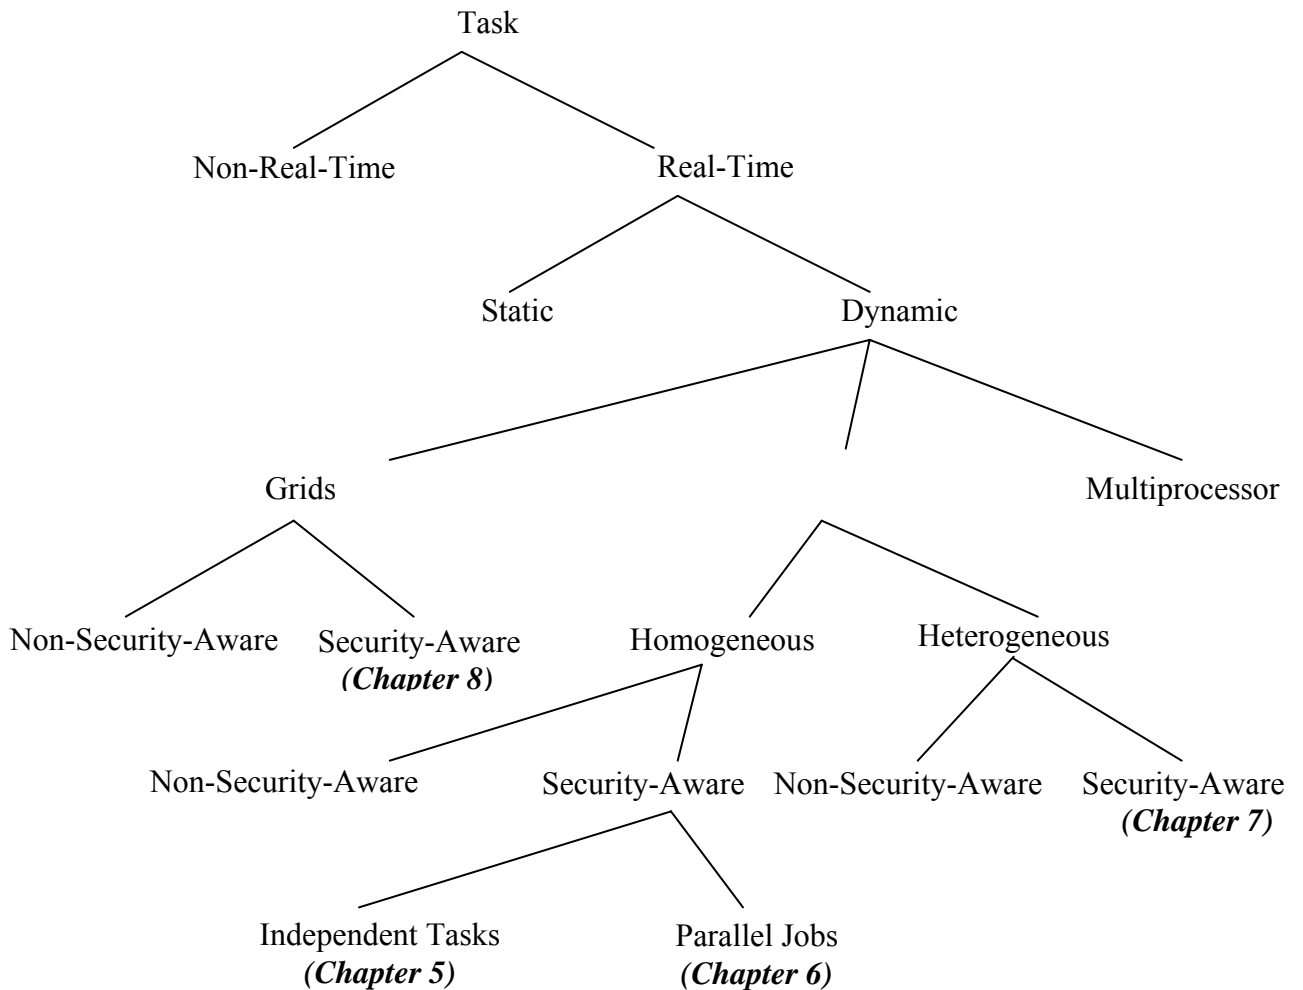 Task
Non-Real-Time
Real-Time
Static
Dynamic
Grids
Multiprocessor
Non-Security-Aware
Security-Aware
(Chapter 8)
Homogeneous
Heterogeneous
Non-Security-Aware
Security-Aware
Non-Security-Aware
Security-Aware
(Chapter 7)
Independent Tasks
(Chapter 5)
Parallel Jobs
(Chapter 6)